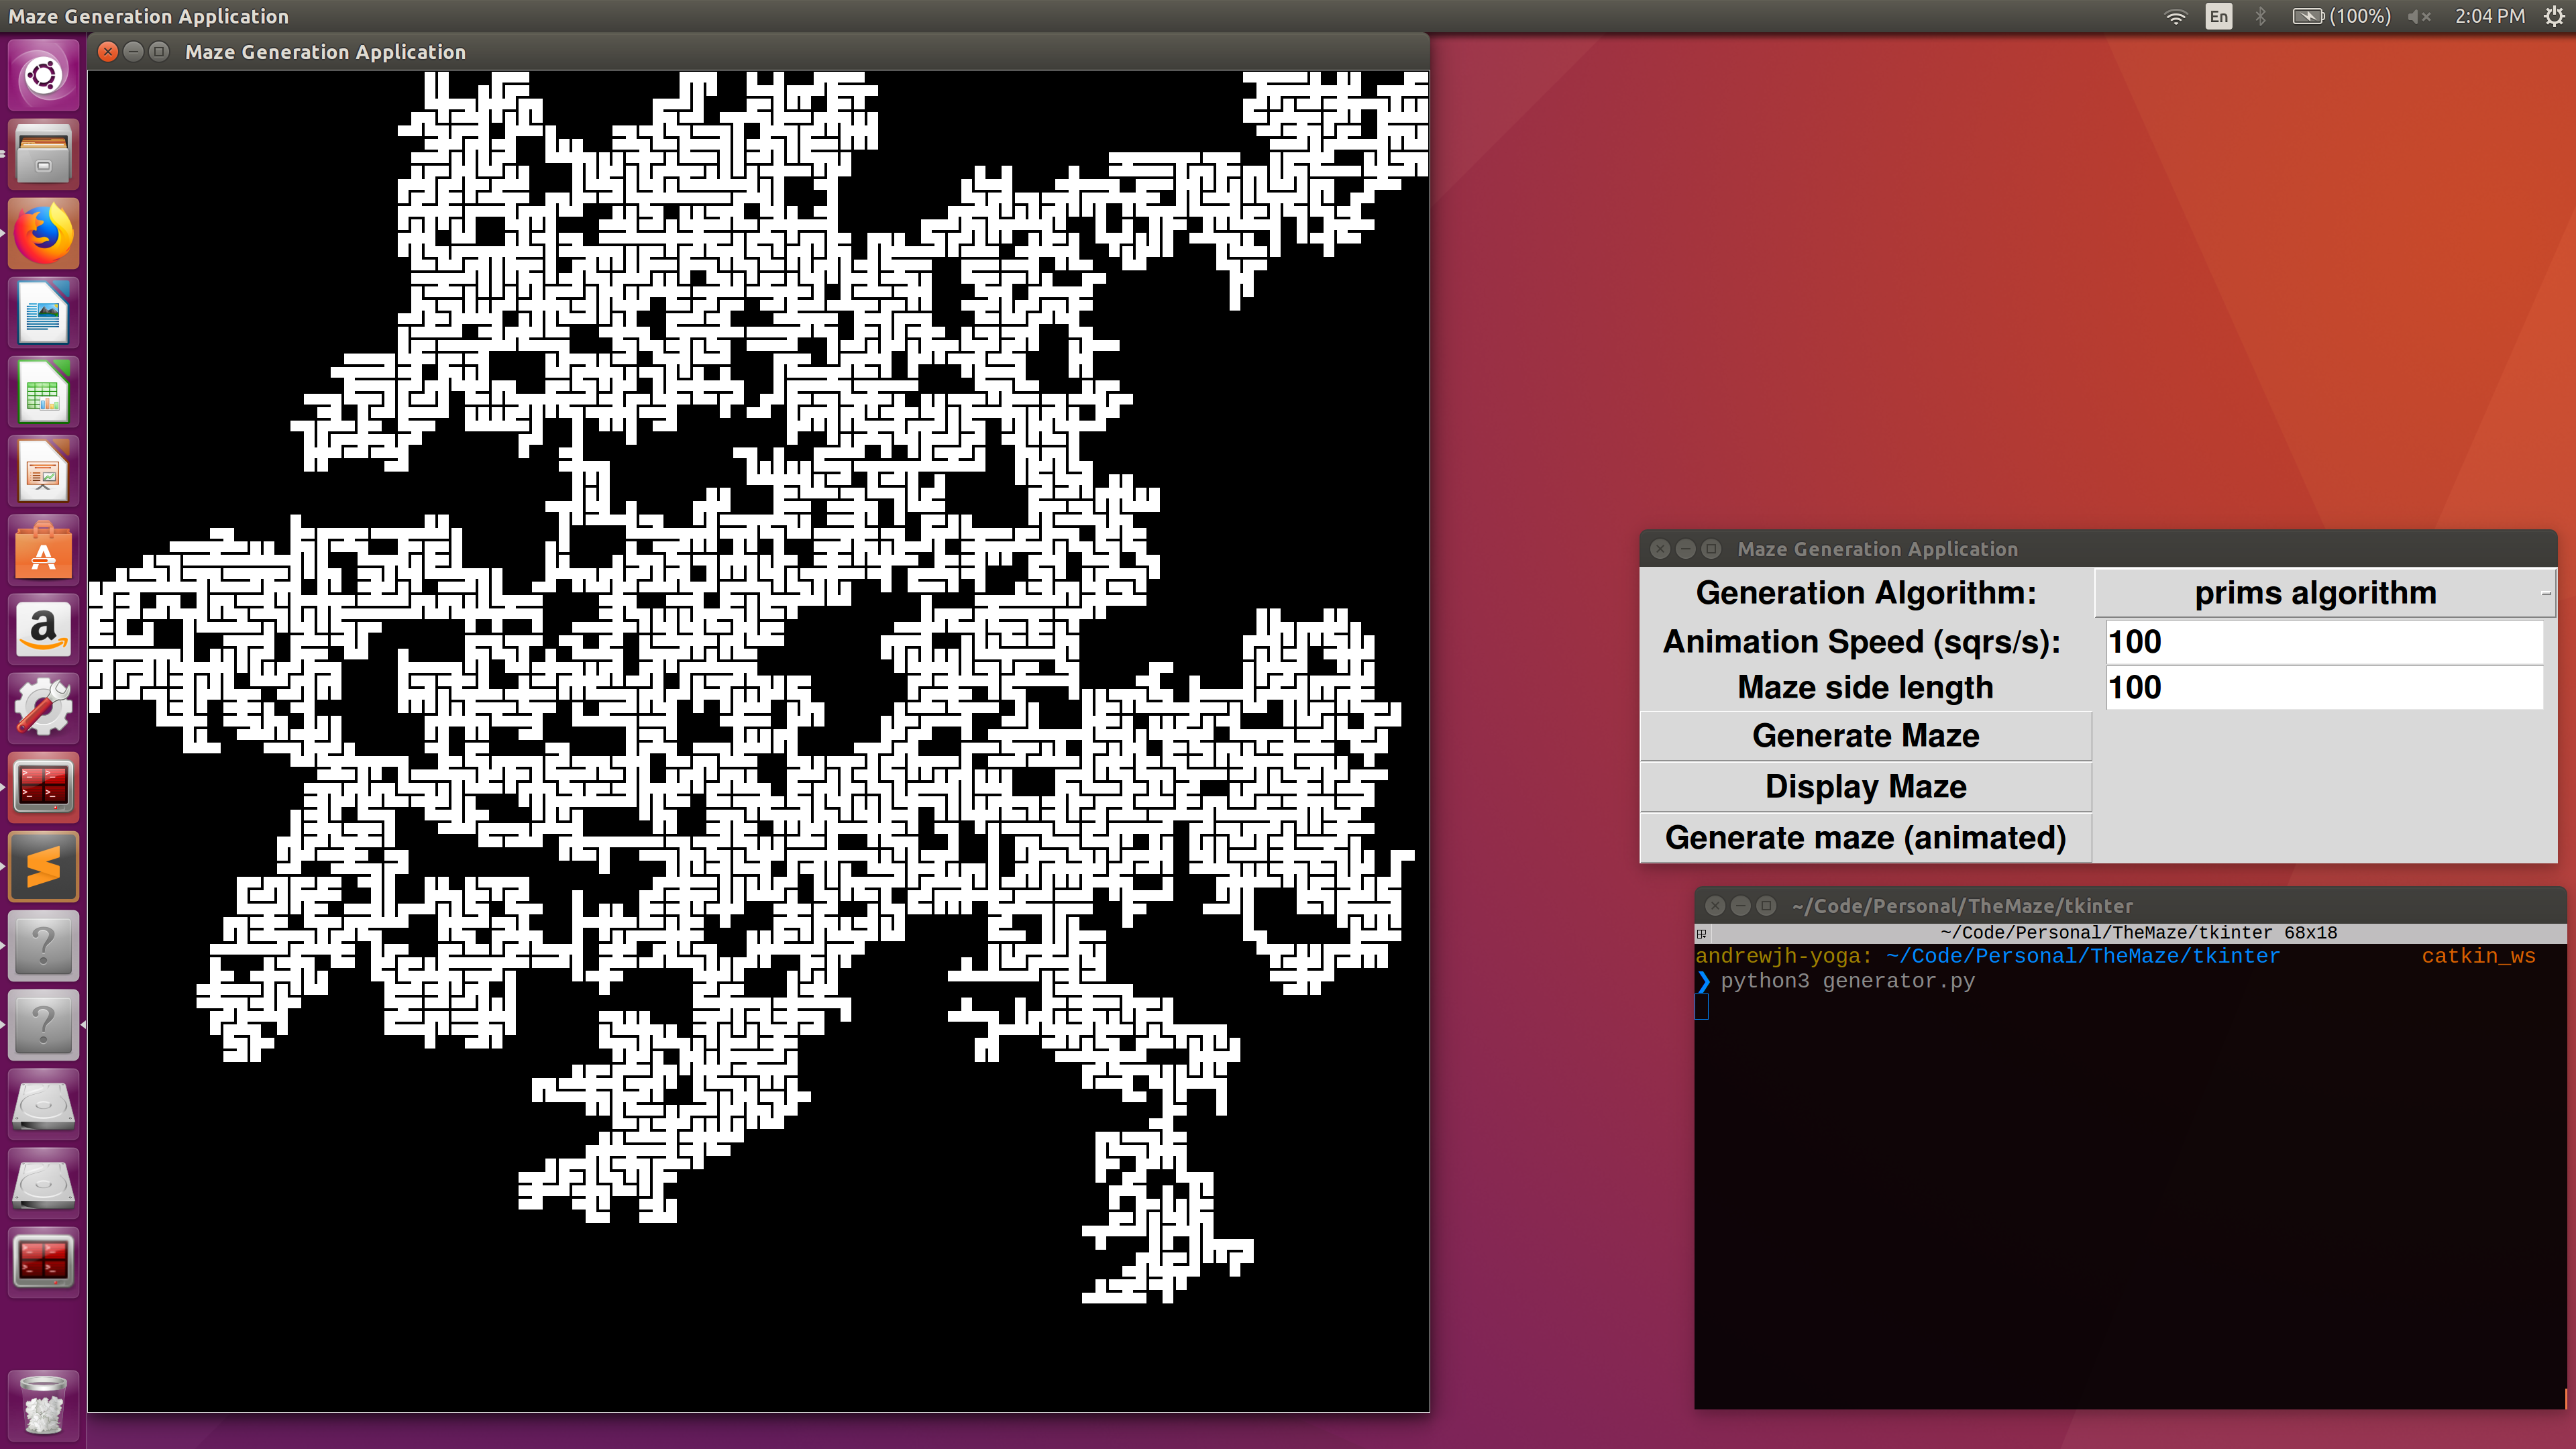 Maze Generation Application
En
(100%)
2:04 PM
Maze Generation Application
Maze Generation Application
Generation Algorithm:
prims algorithm
Animation Speed (sqrs/s):
100
Maze side length
100
Generate Maze
Display Maze
Generate maze (animated)
~/Code/Personal/TheMaze/tkinter
~/Code/Personal/TheMaze/tkinter 68x18
andrewjh-yoga: ~/Code/Personal/TheMaze/tkinter catkin_ws
❯ python3 generator.py